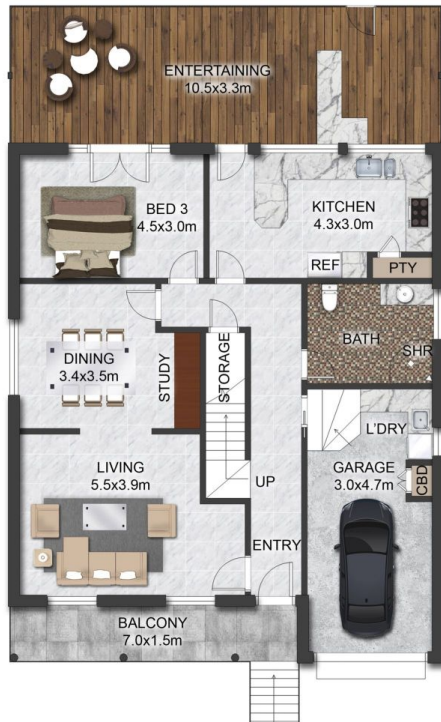 ENTERTAINING
10.5x3.3m
BED 3
4.5x3.0m
KITCHEN
4.3x3.0m
REF
PTY
BATH
SHR
DINING
3.4x3.5m
STUDY
STORAGE
L'DRY
LIVING
5.5x3.9m
UP
GARAGE
3.0x4.7m
CBD
ENTRY
BALCONY
7.0x1.5m